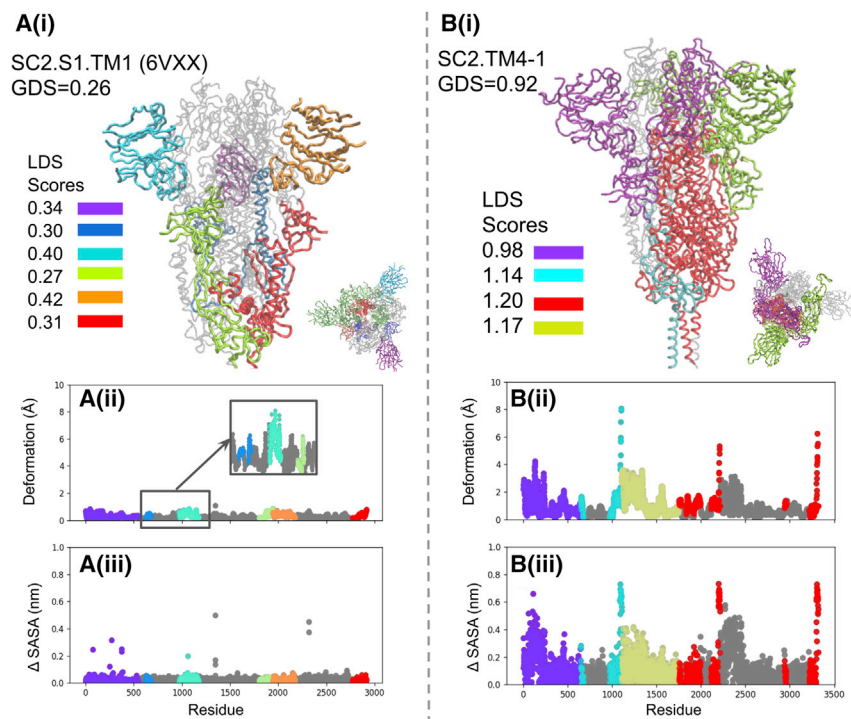 A(i)
SC2.S1.TM1 (6VXX)
GDS=0.26
LDS
Scores
0.34
0.30
0.40
0.27
0.42
0.31
A(ii)
Deformation (Å)
10
8
6
4
2
0
A(iii)
Δ SASA (nm)
1.0
0.8
0.6
0.4
0.2
0.0
0 500 1000 1500 2000 2500 3000
Residue
B(i)
SC2.TM4-1
GDS=0.92
LDS
Scores
0.98
1.14
1.20
1.17
B(ii)
Deformation (Å)
10
8
6
4
2
0
B(iii)
Δ SASA (nm)
1.0
0.8
0.6
0.4
0.2
0.0
0 500 1000 1500 2000 2500 3000 3500
Residue